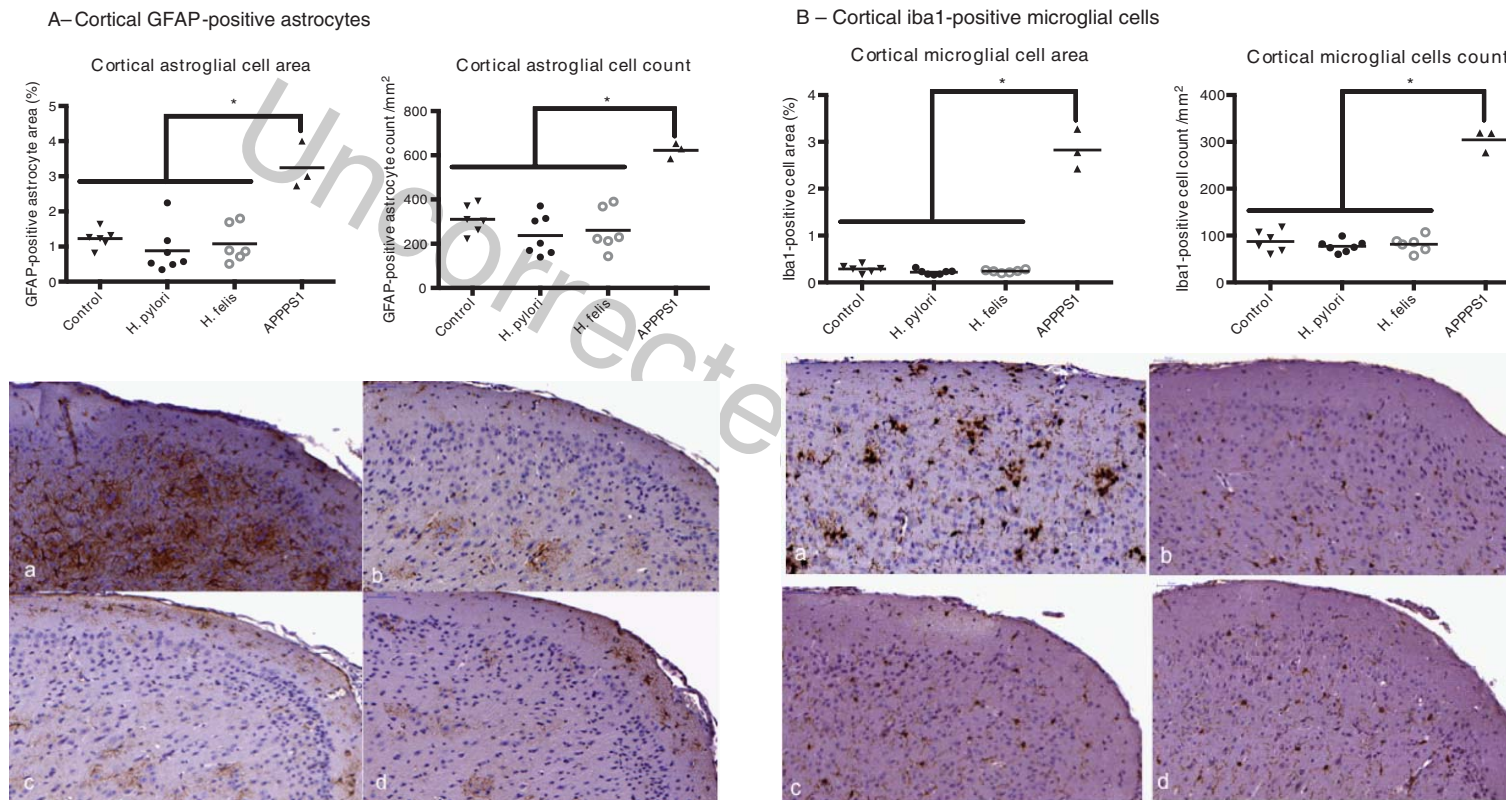 A– Cortical GFAP-positive astrocytes
Cortical astroglial cell area
GFAP-positive astrocyte area (%)
*
5
4
3
2
1
0
Control
H. pylori
H. felis
APPPS1
Cortical astroglial cell count
GFAP-positive astrocyte count /mm²
*
800
600
400
200
0
Control
H. pylori
H. felis
APPPS1
a
b
c
d
B – Cortical iba1-positive microglial cells
Cortical microglial cell area
Iba1-positive cell area (%)
*
4
3
2
1
0
Control
H. pylori
H. felis
APPPS1
Cortical microglial cells count
Iba1-positive cell count /mm²
*
400
300
200
100
0
Control
H. pylori
H. felis
APPPS1
a
b
c
d
Uncorrecte